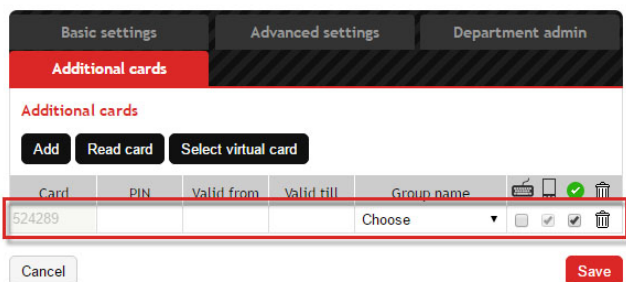 Basic settings Advanced settings Department admin
Additional cards
Additional cards
Add Read card Select virtual card
Card PIN Valid from Valid till Group name
524289 Choose
Cancel Save